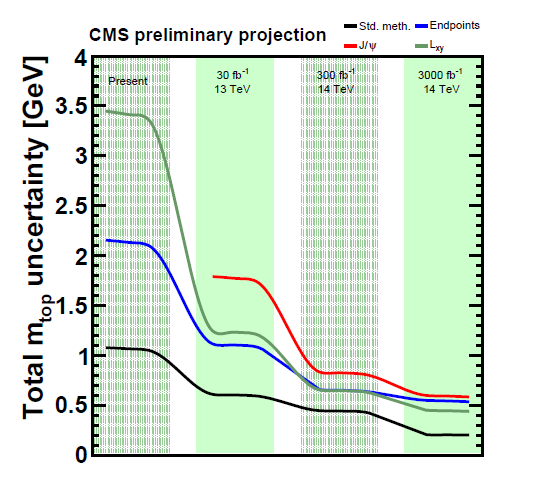 CMS preliminary projection
Std. meth.
Endpoints
J/ψ
Lxy
Total mtop uncertainty [GeV]
4
3.5
3
2.5
2
1.5
1
0.5
0
Present
30 fb-1
13 TeV
300 fb-1
14 TeV
3000 fb-1
14 TeV